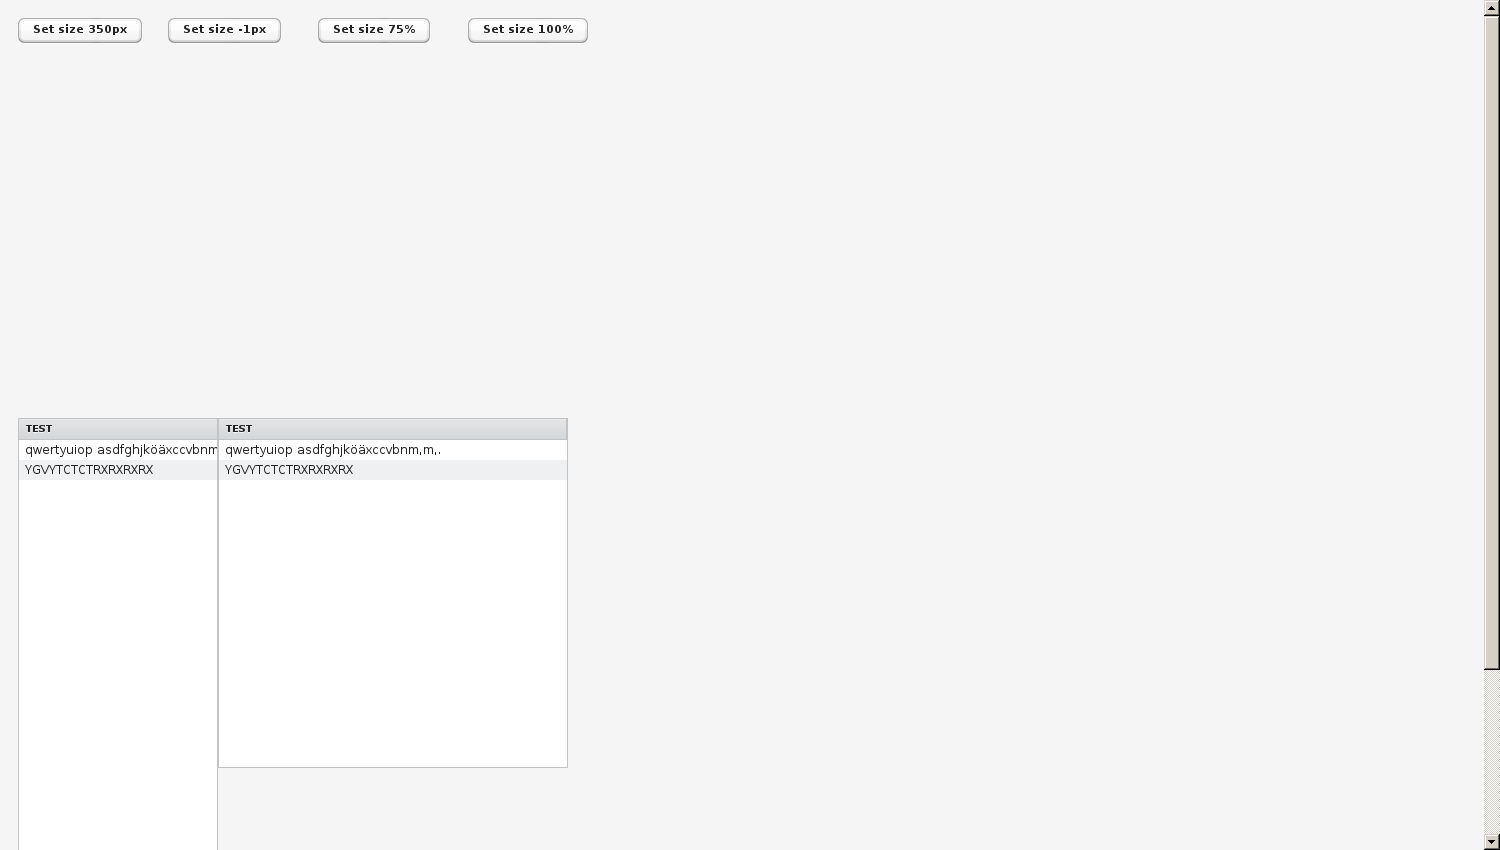 Set size 350px Set size -1px Set size 75% Set size 100%
TEST TEST
qwertyuiop asdfghjköäxccvbnm qwertyuiop asdfghjköäxccvbnm,m,.
YGVYTCTCTRXRXRXRX YGVYTCTCTRXRXRXRX